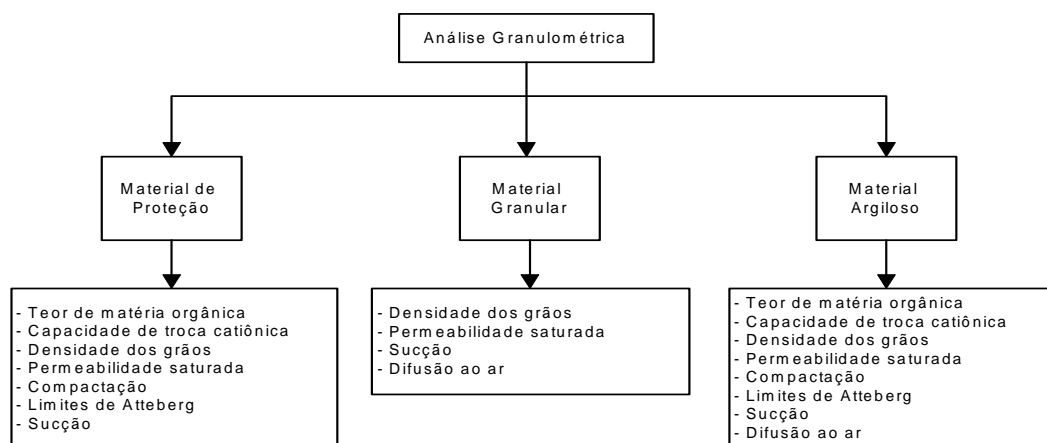 Análise Granulométrica
Material de
Proteção
Material
Granular
Material
Argiloso
- Teor de matéria orgânica
- Capacidade de troca catiônica
- Densidade dos grãos
- Permeabilidade saturada
- Compactação
- Limites de Atteberg
- Sucção
- Densidade dos grãos
- Permeabilidade saturada
- Sucção
- Difusão ao ar
- Teor de matéria orgânica
- Capacidade de troca catiônica
- Densidade dos grãos
- Permeabilidade saturada
- Compactação
- Limites de Atteberg
- Sucção
- Difusão ao ar